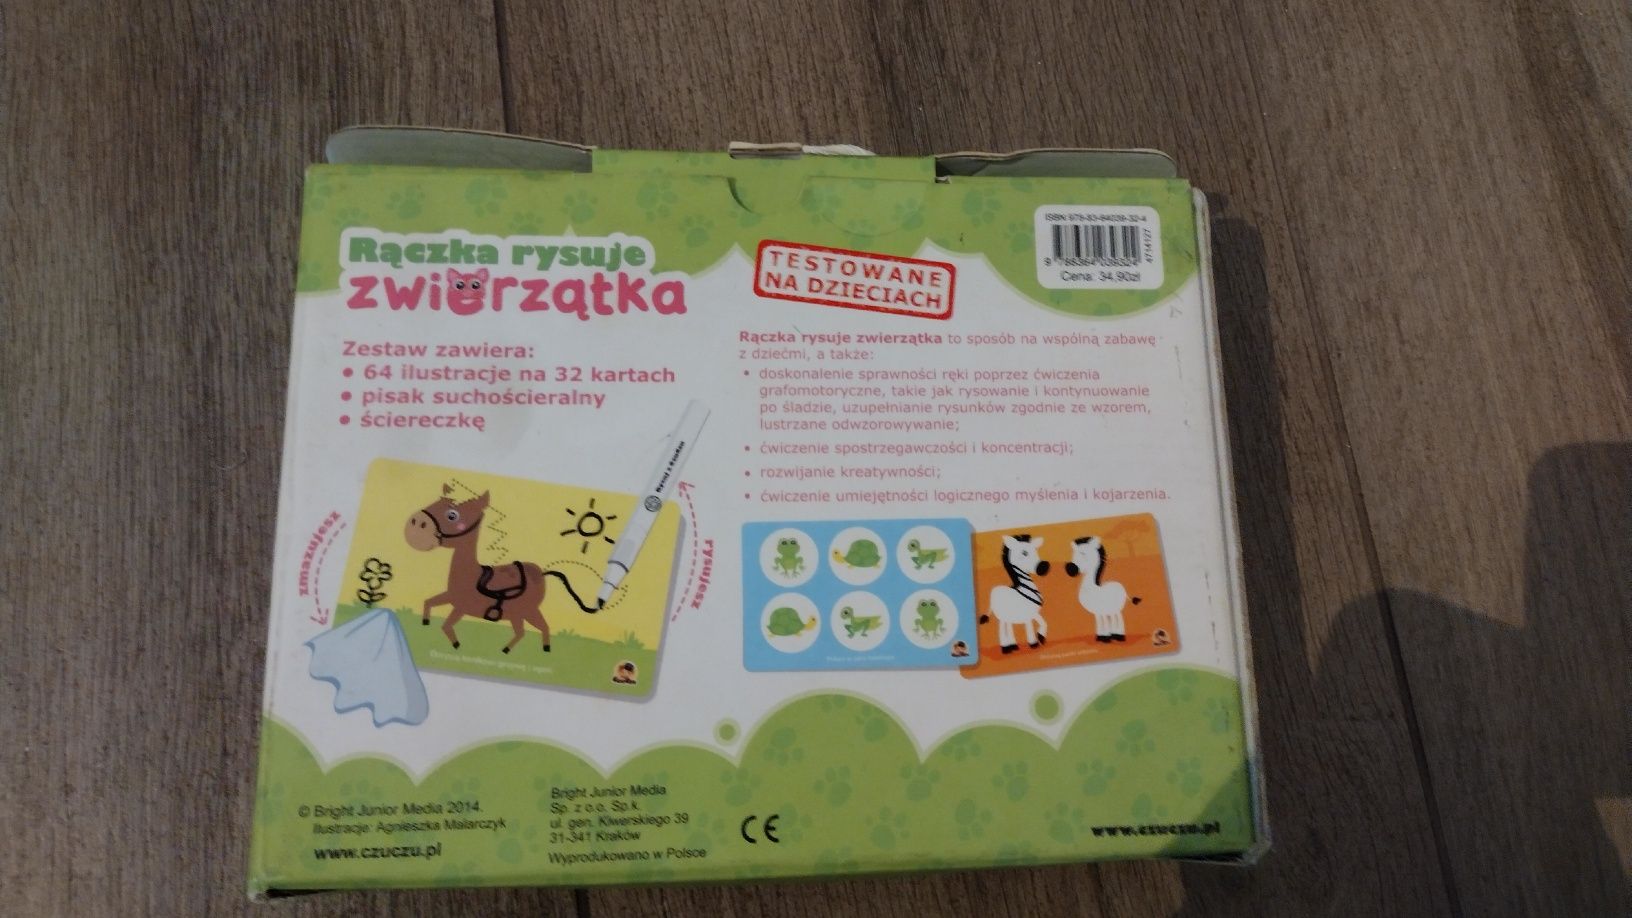 Rączka rysuje
zwierzątka
TESTOWANE
NA DZIECIACH
ISBN 978-83-64039-32-4
9 788364 039324
4714127
Cena: 34,90zł
Zestaw zawiera:
• 64 ilustracje na 32 kartach
• pisak suchościeralny
• ściereczkę
Rączka rysuje zwierzątka to sposób na wspólną zabawę
z dziećmi, a także:
• doskonalenie sprawności ręki poprzez ćwiczenia
grafomotoryczne, takie jak rysowanie i kontynuowanie
po śladzie, uzupełnianie rysunków zgodnie ze wzorem,
lustrzane odwzorowywanie;
• ćwiczenie spostrzegawczości i koncentracji;
• rozwijanie kreatywności;
• ćwiczenie umiejętności logicznego myślenia i kojarzenia.
zmazujesz
rysujesz
© Bright Junior Media 2014.
Ilustracje: Agnieszka Malarczyk
www.czuczu.pl
Bright Junior Media
Sp. z o.o. Sp.k.
ul. gen. Kiwerskiego 39
31-341 Kraków
Wyprodukowano w Polsce
CE
www.czuczu.pl